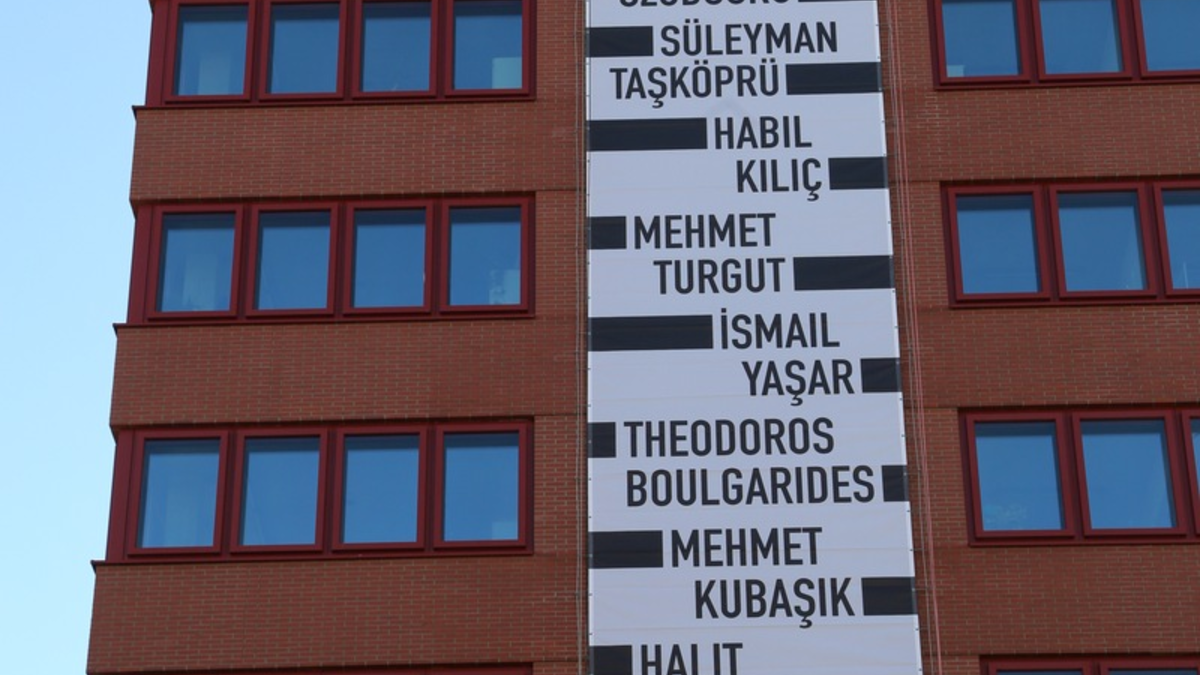 SÜLEYMAN
TAŞKÖPRÜ
HABIL
KILIÇ
MEHMET
TURGUT
İSMAIL
YAŞAR
THEODOROS
BOULGARIDES
MEHMET
KUBAŞIK
HALIT